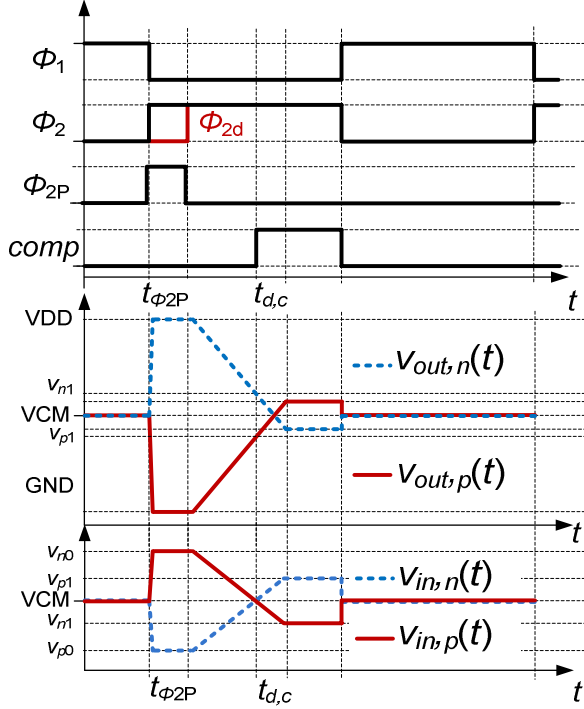 Φ1
Φ2
Φ2d
Φ2P
comp
tΦ2P
td,c
t
VDD
vn1
VCM
vp1
GND
vout,n(t)
vout,p(t)
t
vn0
vp1
VCM
vn1
vp0
vin,n(t)
vin,p(t)
tΦ2P
td,c
t